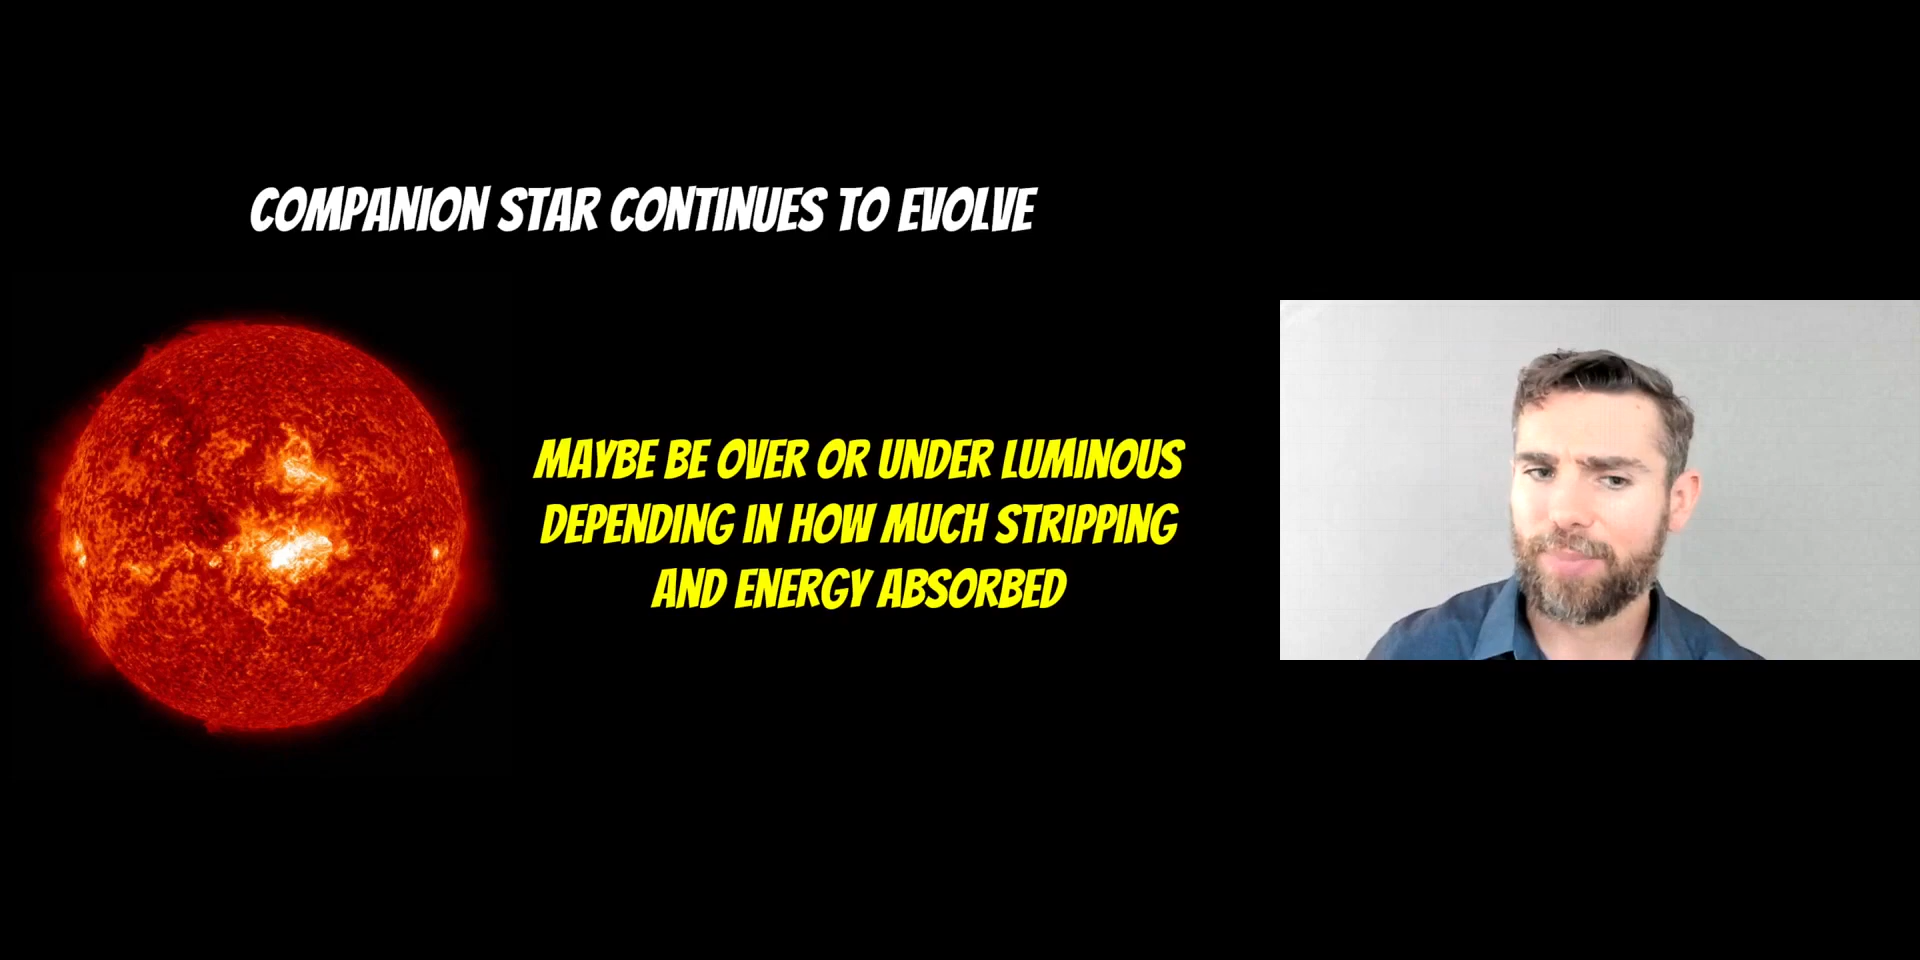 COMPANION STAR CONTINUES TO EVOLVE
MAYBE BE OVER OR UNDER LUMINOUS
DEPENDING IN HOW MUCH STRIPPING
AND ENERGY ABSORBED